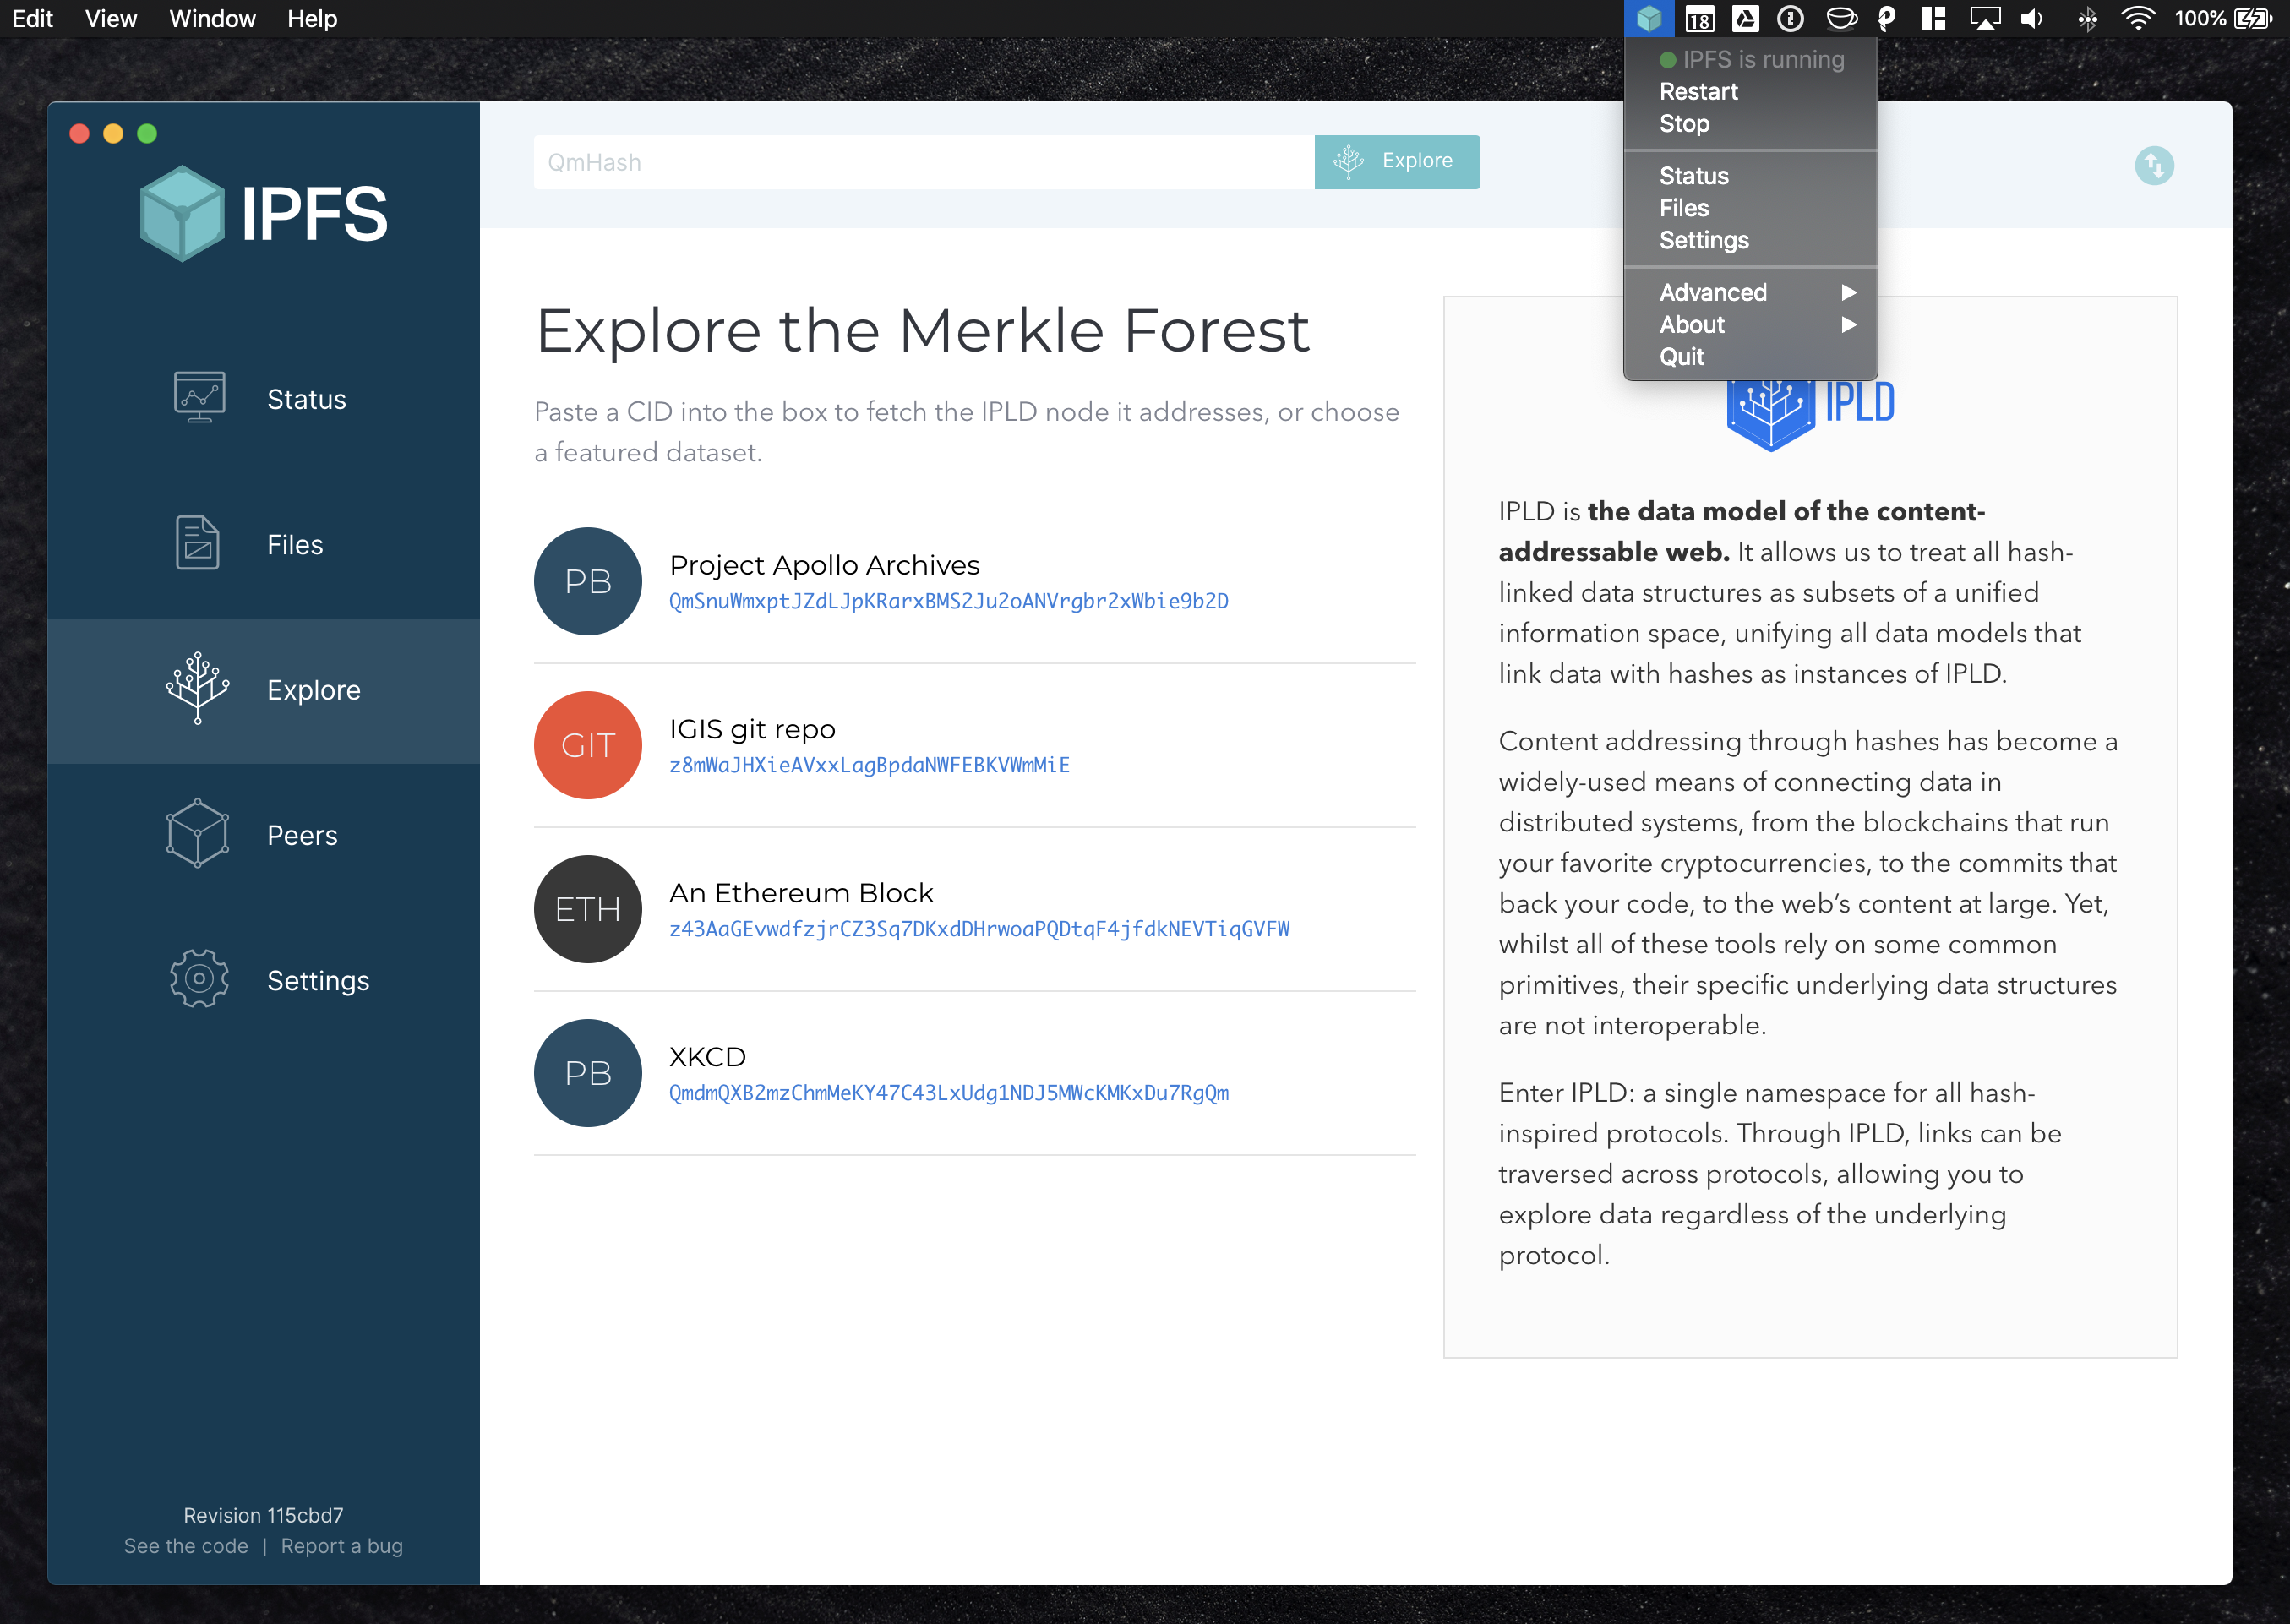 Edit View Window Help
18
100%
IPFS is running
Restart
Stop
Status
Files
Settings
Advanced
About
Quit
IPFS
Status
Files
Explore
Peers
Settings
Revision 115cbd7
See the code | Report a bug
QmHash
Explore
Explore the Merkle Forest
Paste a CID into the box to fetch the IPLD node it addresses, or choose
a featured dataset.
PB
Project Apollo Archives
QmSnuWmxptJZdLJpKRarxBMS2Ju2oANVrgbr2xWbie9b2D
GIT
IGIS git repo
z8mWaJHXieAVxxLagBpdaNWFEBKVWmMiE
ETH
An Ethereum Block
z43AaGEvwdfzjrCZ3Sq7DKxdDHrwoaPQDtqF4jfdkNEVTiqGVFW
PB
XKCD
QmdmQXB2mzChmMeKY47C43LxUdg1NDJ5MWcKMKxDu7RgQm
IPLD
IPLD is the data model of the content-
addressable web. It allows us to treat all hash-
linked data structures as subsets of a unified
information space, unifying all data models that
link data with hashes as instances of IPLD.
Content addressing through hashes has become a
widely-used means of connecting data in
distributed systems, from the blockchains that run
your favorite cryptocurrencies, to the commits that
back your code, to the web’s content at large. Yet,
whilst all of these tools rely on some common
primitives, their specific underlying data structures
are not interoperable.
Enter IPLD: a single namespace for all hash-
inspired protocols. Through IPLD, links can be
traversed across protocols, allowing you to
explore data regardless of the underlying
protocol.